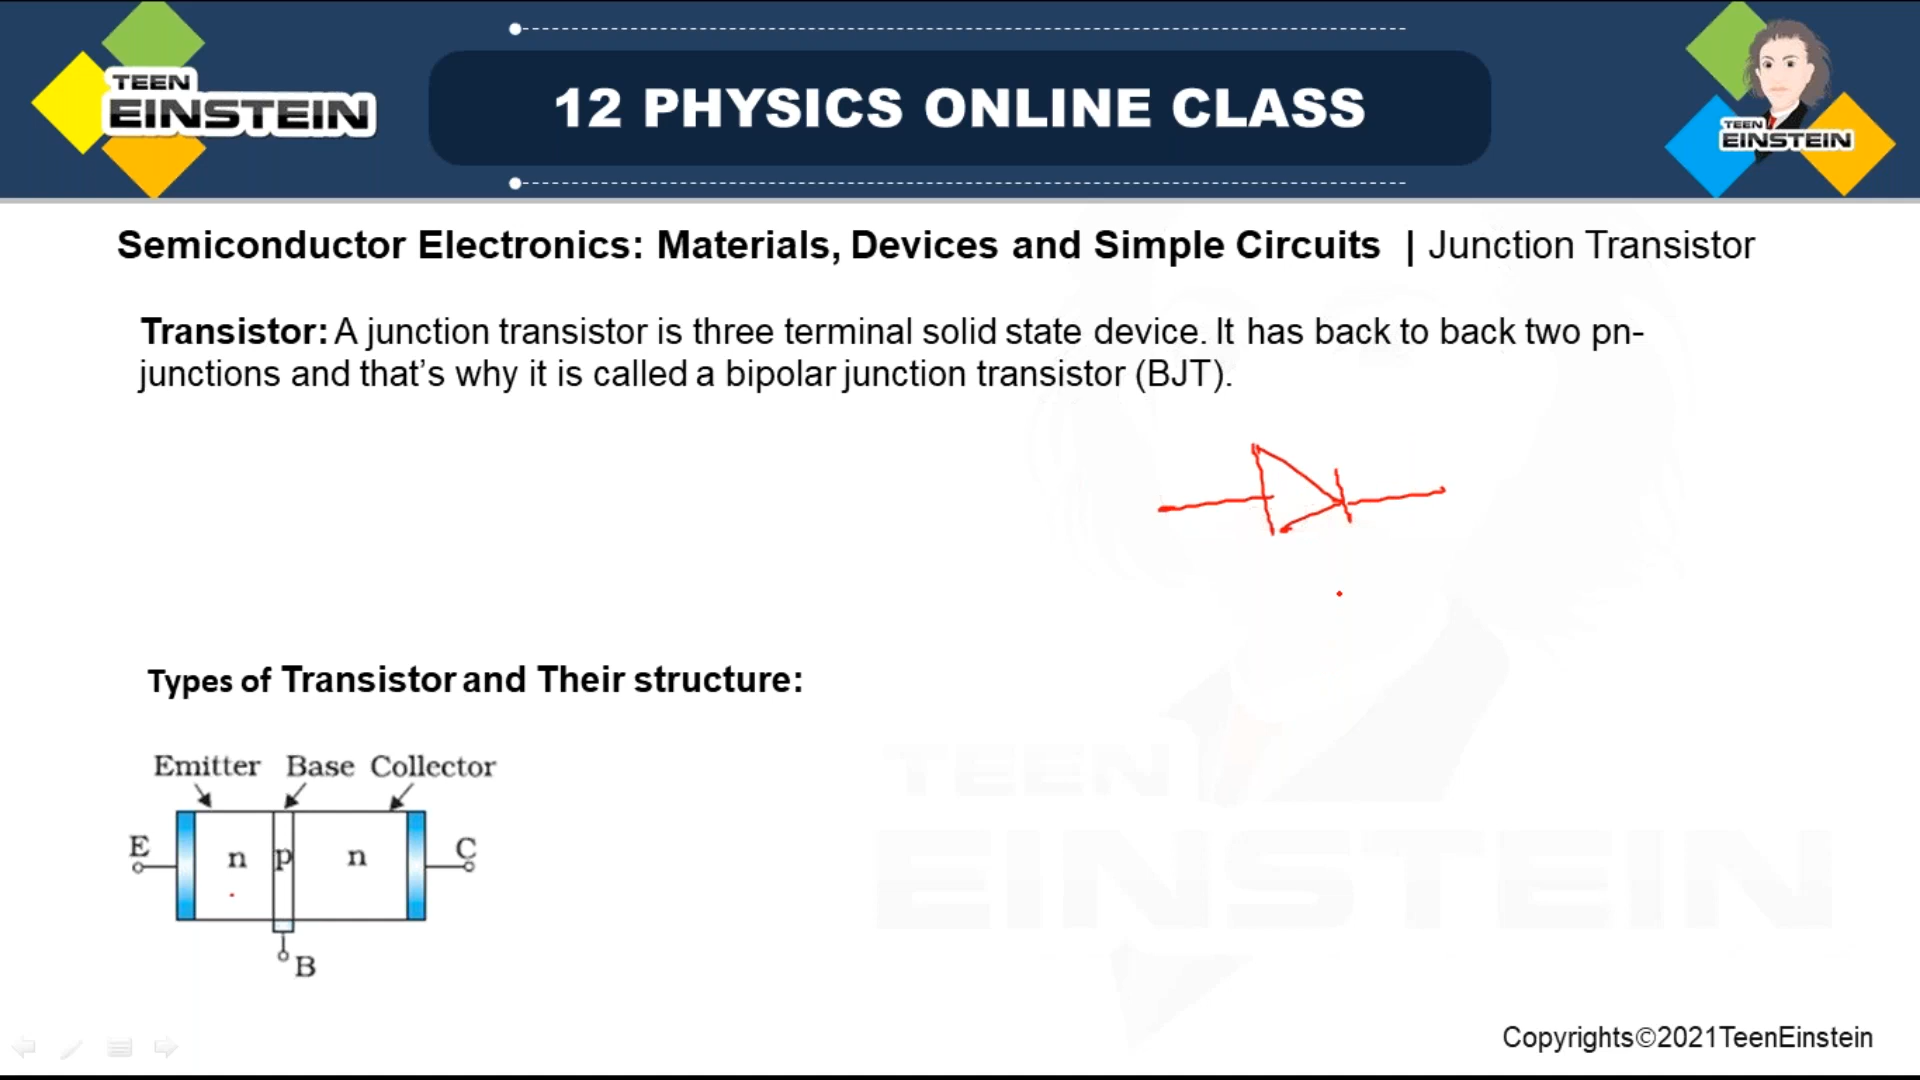 TEEN
EINSTEIN
12 PHYSICS ONLINE CLASS
TEEN
EINSTEIN
Semiconductor Electronics: Materials, Devices and Simple Circuits | Junction Transistor
Transistor: A junction transistor is three terminal solid state device. It has back to back two pn-
junctions and that's why it is called a bipolar junction transistor (BJT).
Types of Transistor and Their structure:
Emitter Base Collector
E n p n C
B
TEEN
EINSTEIN
Copyrights©2021TeenEinstein